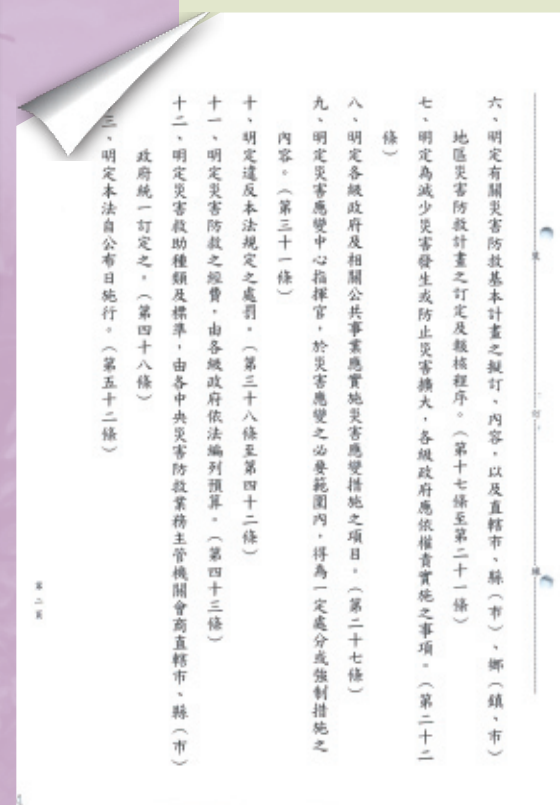 六、明定有關災害防救基本計畫之擬訂、內容，以及直轄市、縣（市）、鄉（鎮、市）
地區災害防救計畫之訂定及報核程序。（第十七條至第二十一條）
七、明定為減少災害發生或防止災害擴大，各級政府應依權責實施之事項。（第二十二
條）
八、明定各級政府及相關公共事業應實施災害應變措施之項目。（第二十七條）
九、明定災害應變中心指揮官，於災害應變之必要範圍內，得為一定處分或強制措施之
內容。（第三十一條）
十、明定違反本法規定之處罰。（第三十八條至第四十二條）
十一、明定災害防救之經費，由各級政府依法編列預算。（第四十三條）
十二、明定災害救助種類及標準，由各中央災害防救業務主管機關會商直轄市、縣（市）
政府統一訂定之。（第四十八條）
三、明定本法自公布日施行。（第五十二條）
第二頁